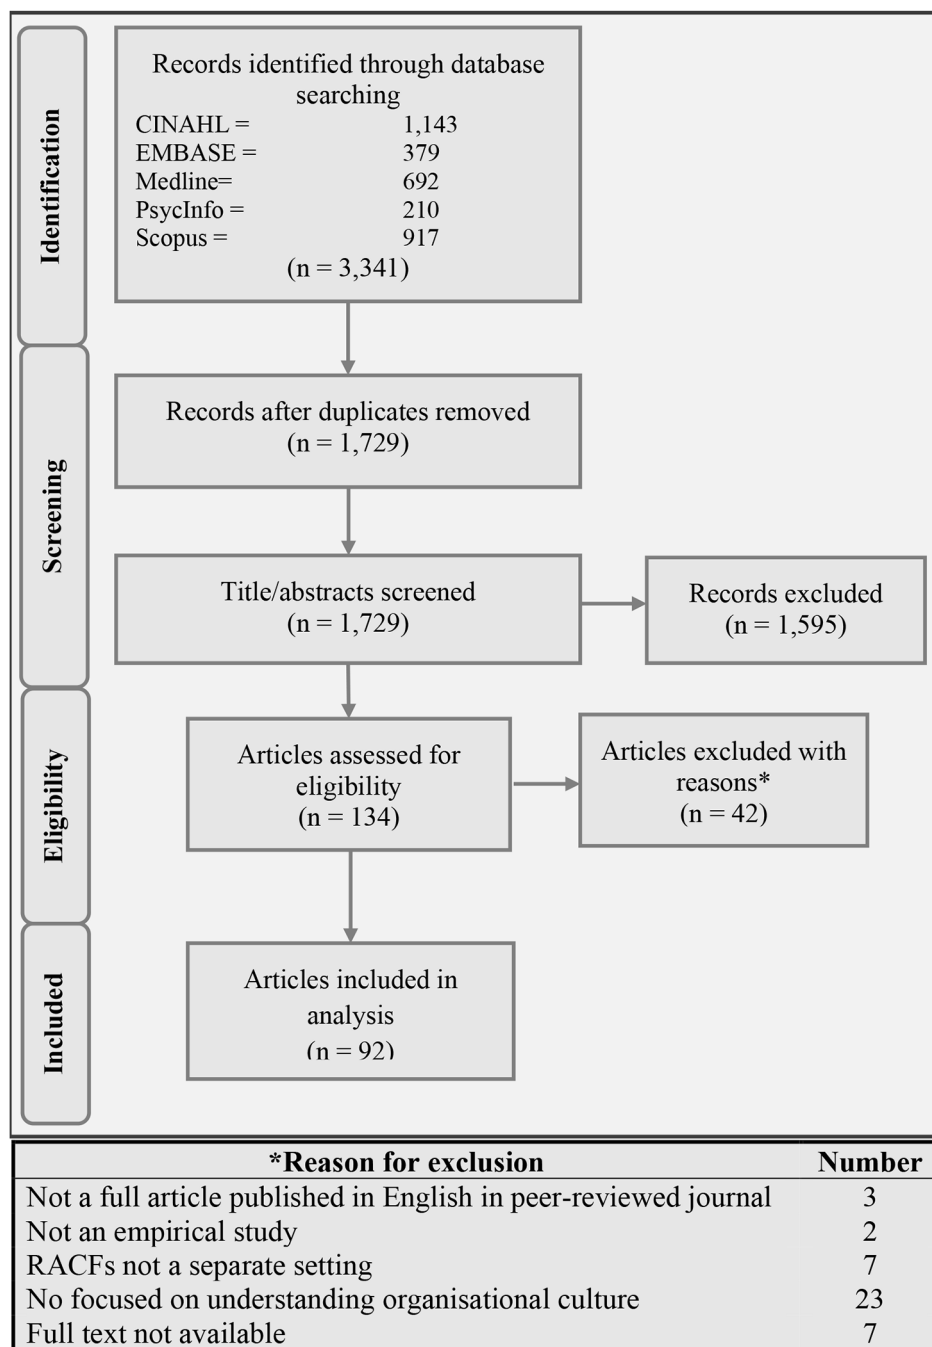 Identification
Records identified through database
searching
CINAHL = 1,143
EMBASE = 379
Medline= 692
PsycInfo = 210
Scopus = 917
(n = 3,341)
Screening
Records after duplicates removed
(n = 1,729)
Title/abstracts screened
(n = 1,729)
Records excluded
(n = 1,595)
Eligibility
Articles assessed for
eligibility
(n = 134)
Articles excluded with
reasons*
(n = 42)
Included
Articles included in
analysis
(n = 92)
*Reason for exclusion Number
Not a full article published in English in peer-reviewed journal 3
Not an empirical study 2
RACFs not a separate setting 7
No focused on understanding organisational culture 23
Full text not available 7